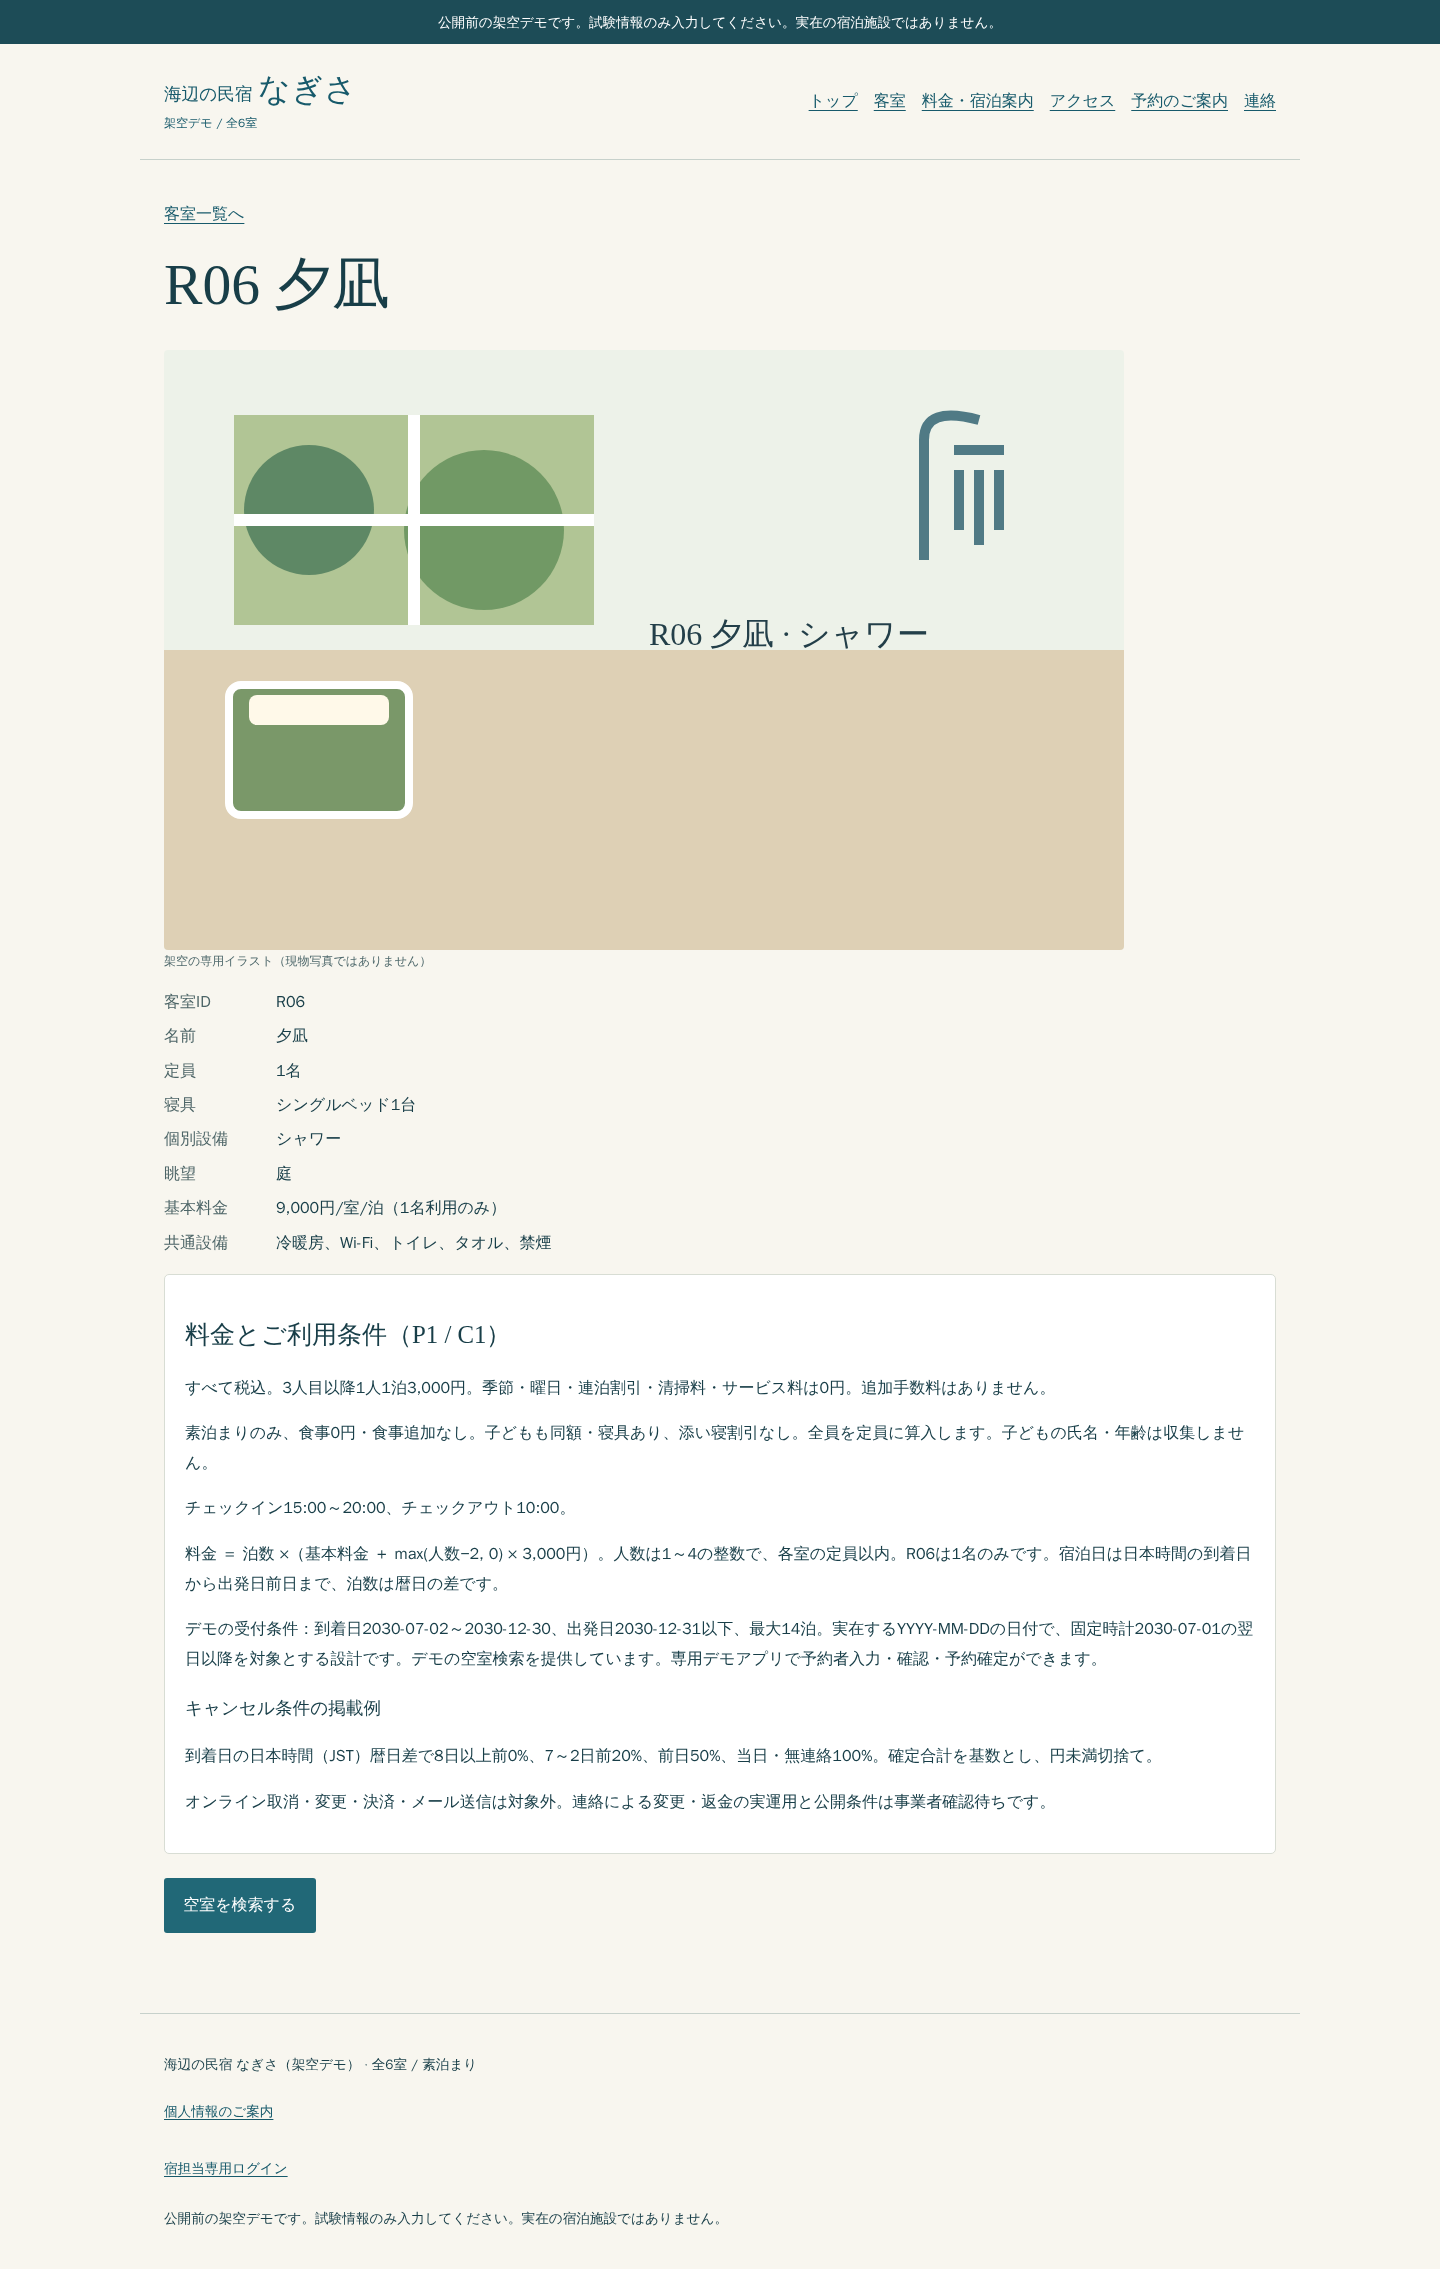 公開前の架空デモです。試験情報のみ入力してください。実在の宿泊施設ではありません。
海辺の民宿 なぎさ
架空デモ / 全6室
トップ 客室 料金・宿泊案内 アクセス 予約のご案内 連絡
客室一覧へ
R06 夕凪
R06 夕凪 · シャワー
架空の専用イラスト（現物写真ではありません）
客室ID R06
名前 夕凪
定員 1名
寝具 シングルベッド1台
個別設備 シャワー
眺望 庭
基本料金 9,000円/室/泊（1名利用のみ）
共通設備 冷暖房、Wi-Fi、トイレ、タオル、禁煙
料金とご利用条件（P1 / C1）
すべて税込。3人目以降1人1泊3,000円。季節・曜日・連泊割引・清掃料・サービス料は0円。追加手数料はありません。
素泊まりのみ、食事0円・食事追加なし。子どもも同額・寝具あり、添い寝割引なし。全員を定員に算入します。子どもの氏名・年齢は収集しませ
ん。
チェックイン15:00～20:00、チェックアウト10:00。
料金 ＝ 泊数 ×（基本料金 ＋ max(人数−2, 0) × 3,000円）。人数は1～4の整数で、各室の定員以内。R06は1名のみです。宿泊日は日本時間の到着日
から出発日前日まで、泊数は暦日の差です。
デモの受付条件：到着日2030-07-02～2030-12-30、出発日2030-12-31以下、最大14泊。実在するYYYY-MM-DDの日付で、固定時計2030-07-01の翌
日以降を対象とする設計です。デモの空室検索を提供しています。専用デモアプリで予約者入力・確認・予約確定ができます。
キャンセル条件の掲載例
到着日の日本時間（JST）暦日差で8日以上前0%、7～2日前20%、前日50%、当日・無連絡100%。確定合計を基数とし、円未満切捨て。
オンライン取消・変更・決済・メール送信は対象外。連絡による変更・返金の実運用と公開条件は事業者確認待ちです。
空室を検索する
海辺の民宿 なぎさ（架空デモ） · 全6室 / 素泊まり
個人情報のご案内
宿担当専用ログイン
公開前の架空デモです。試験情報のみ入力してください。実在の宿泊施設ではありません。